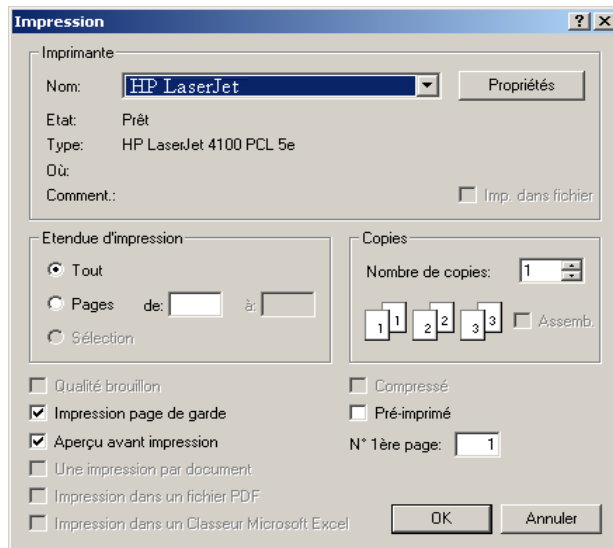 Impression
Imprimante
Nom: HP LaserJet Propriétés
Etat: Prêt
Type: HP LaserJet 4100 PCL 5e
Où:
Comment.: Imp. dans fichier
Etendue d'impression
Tout
Pages de: à:
Sélection
Copies
Nombre de copies: 1
1 1 2 2 3 3 Assemb.
Qualité brouillon Compressé
Impression page de garde Pré-imprimé
Aperçu avant impression N° 1ère page: 1
Une impression par document
Impression dans un fichier PDF
Impression dans un Classeur Microsoft Excel
OK Annuler